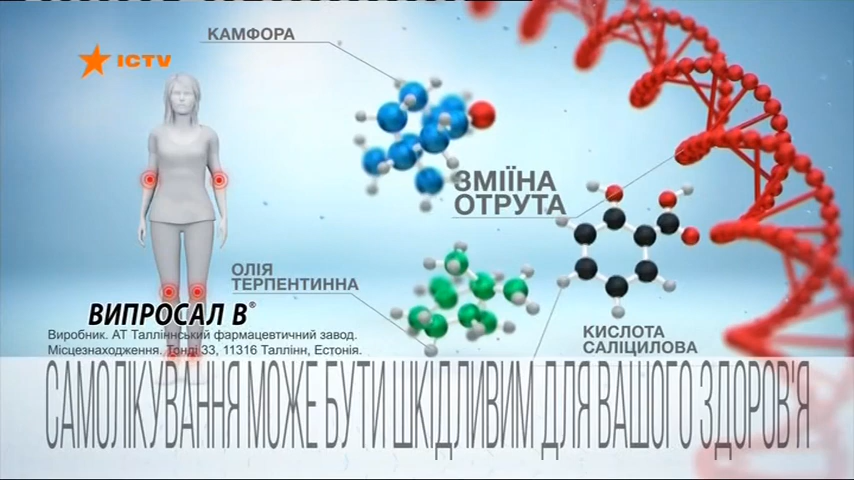 КАМФОРА
ICTV
ЗМІЇНА
ОТРУТА
ОЛІЯ
ТЕРПЕНТИННА
ВИПРОСАЛ В®
КИСЛОТА
САЛІЦИЛОВА
Виробник. АТ Талліннський фармацевтичний завод.
Місцезнаходження. Тонді 33, 11316 Таллінн, Естонія.
САМОЛІКУВАННЯ МОЖЕ БУТИ ШКІДЛИВИМ ДЛЯ ВАШОГО ЗДОРОВ'Я